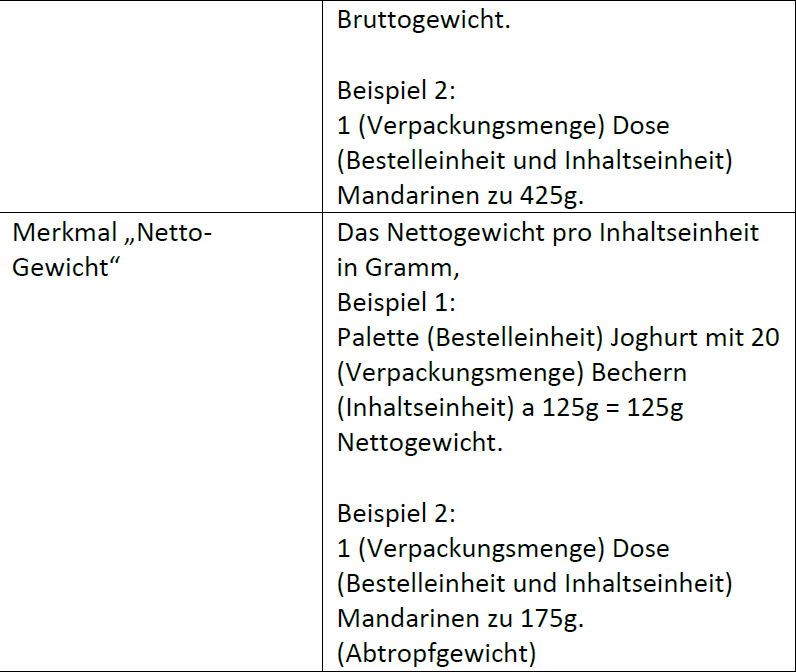 Bruttogewicht.
Beispiel 2:
1 (Verpackungsmenge) Dose
(Bestelleinheit und Inhaltseinheit)
Mandarinen zu 425g.
Merkmal „Netto-
Gewicht“
Das Nettogewicht pro Inhaltseinheit
in Gramm,
Beispiel 1:
Palette (Bestelleinheit) Joghurt mit 20
(Verpackungsmenge) Bechern
(Inhaltseinheit) a 125g = 125g
Nettogewicht.
Beispiel 2:
1 (Verpackungsmenge) Dose
(Bestelleinheit und Inhaltseinheit)
Mandarinen zu 175g.
(Abtropfgewicht)